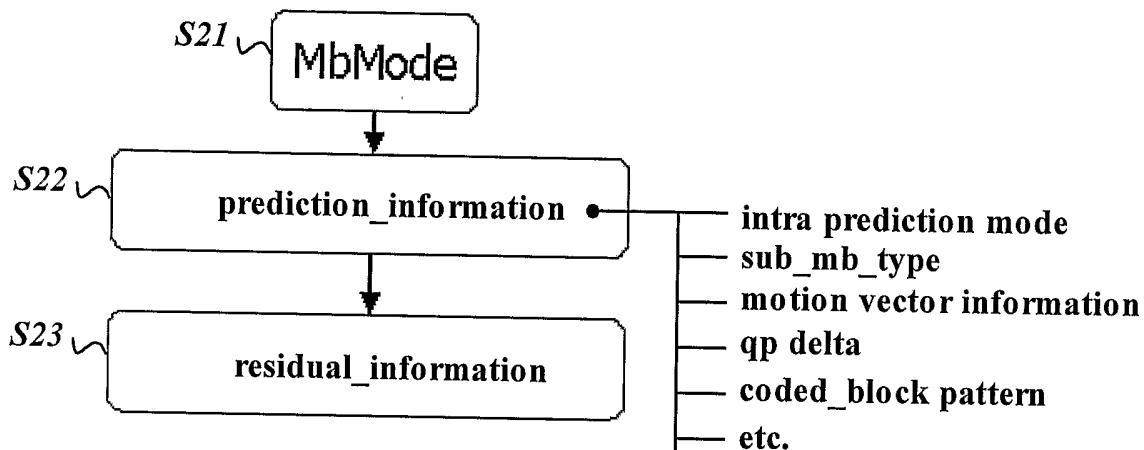 S21
MbMode
S22
prediction_information
intra prediction mode
sub_mb_type
motion vector information
qp delta
coded_block pattern
etc.
S23
residual_information